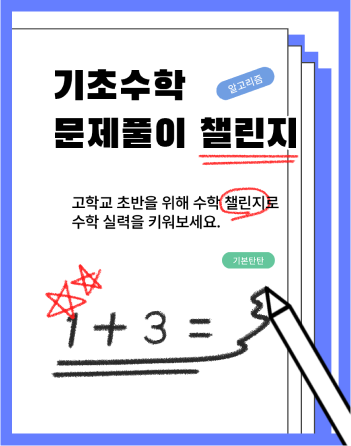 기초수학
알고리즘
문제풀이 챌린지
고학교 초반을 위해 수학 챌린지로
수학 실력을 키워보세요.
기본탄탄
1 + 3 =